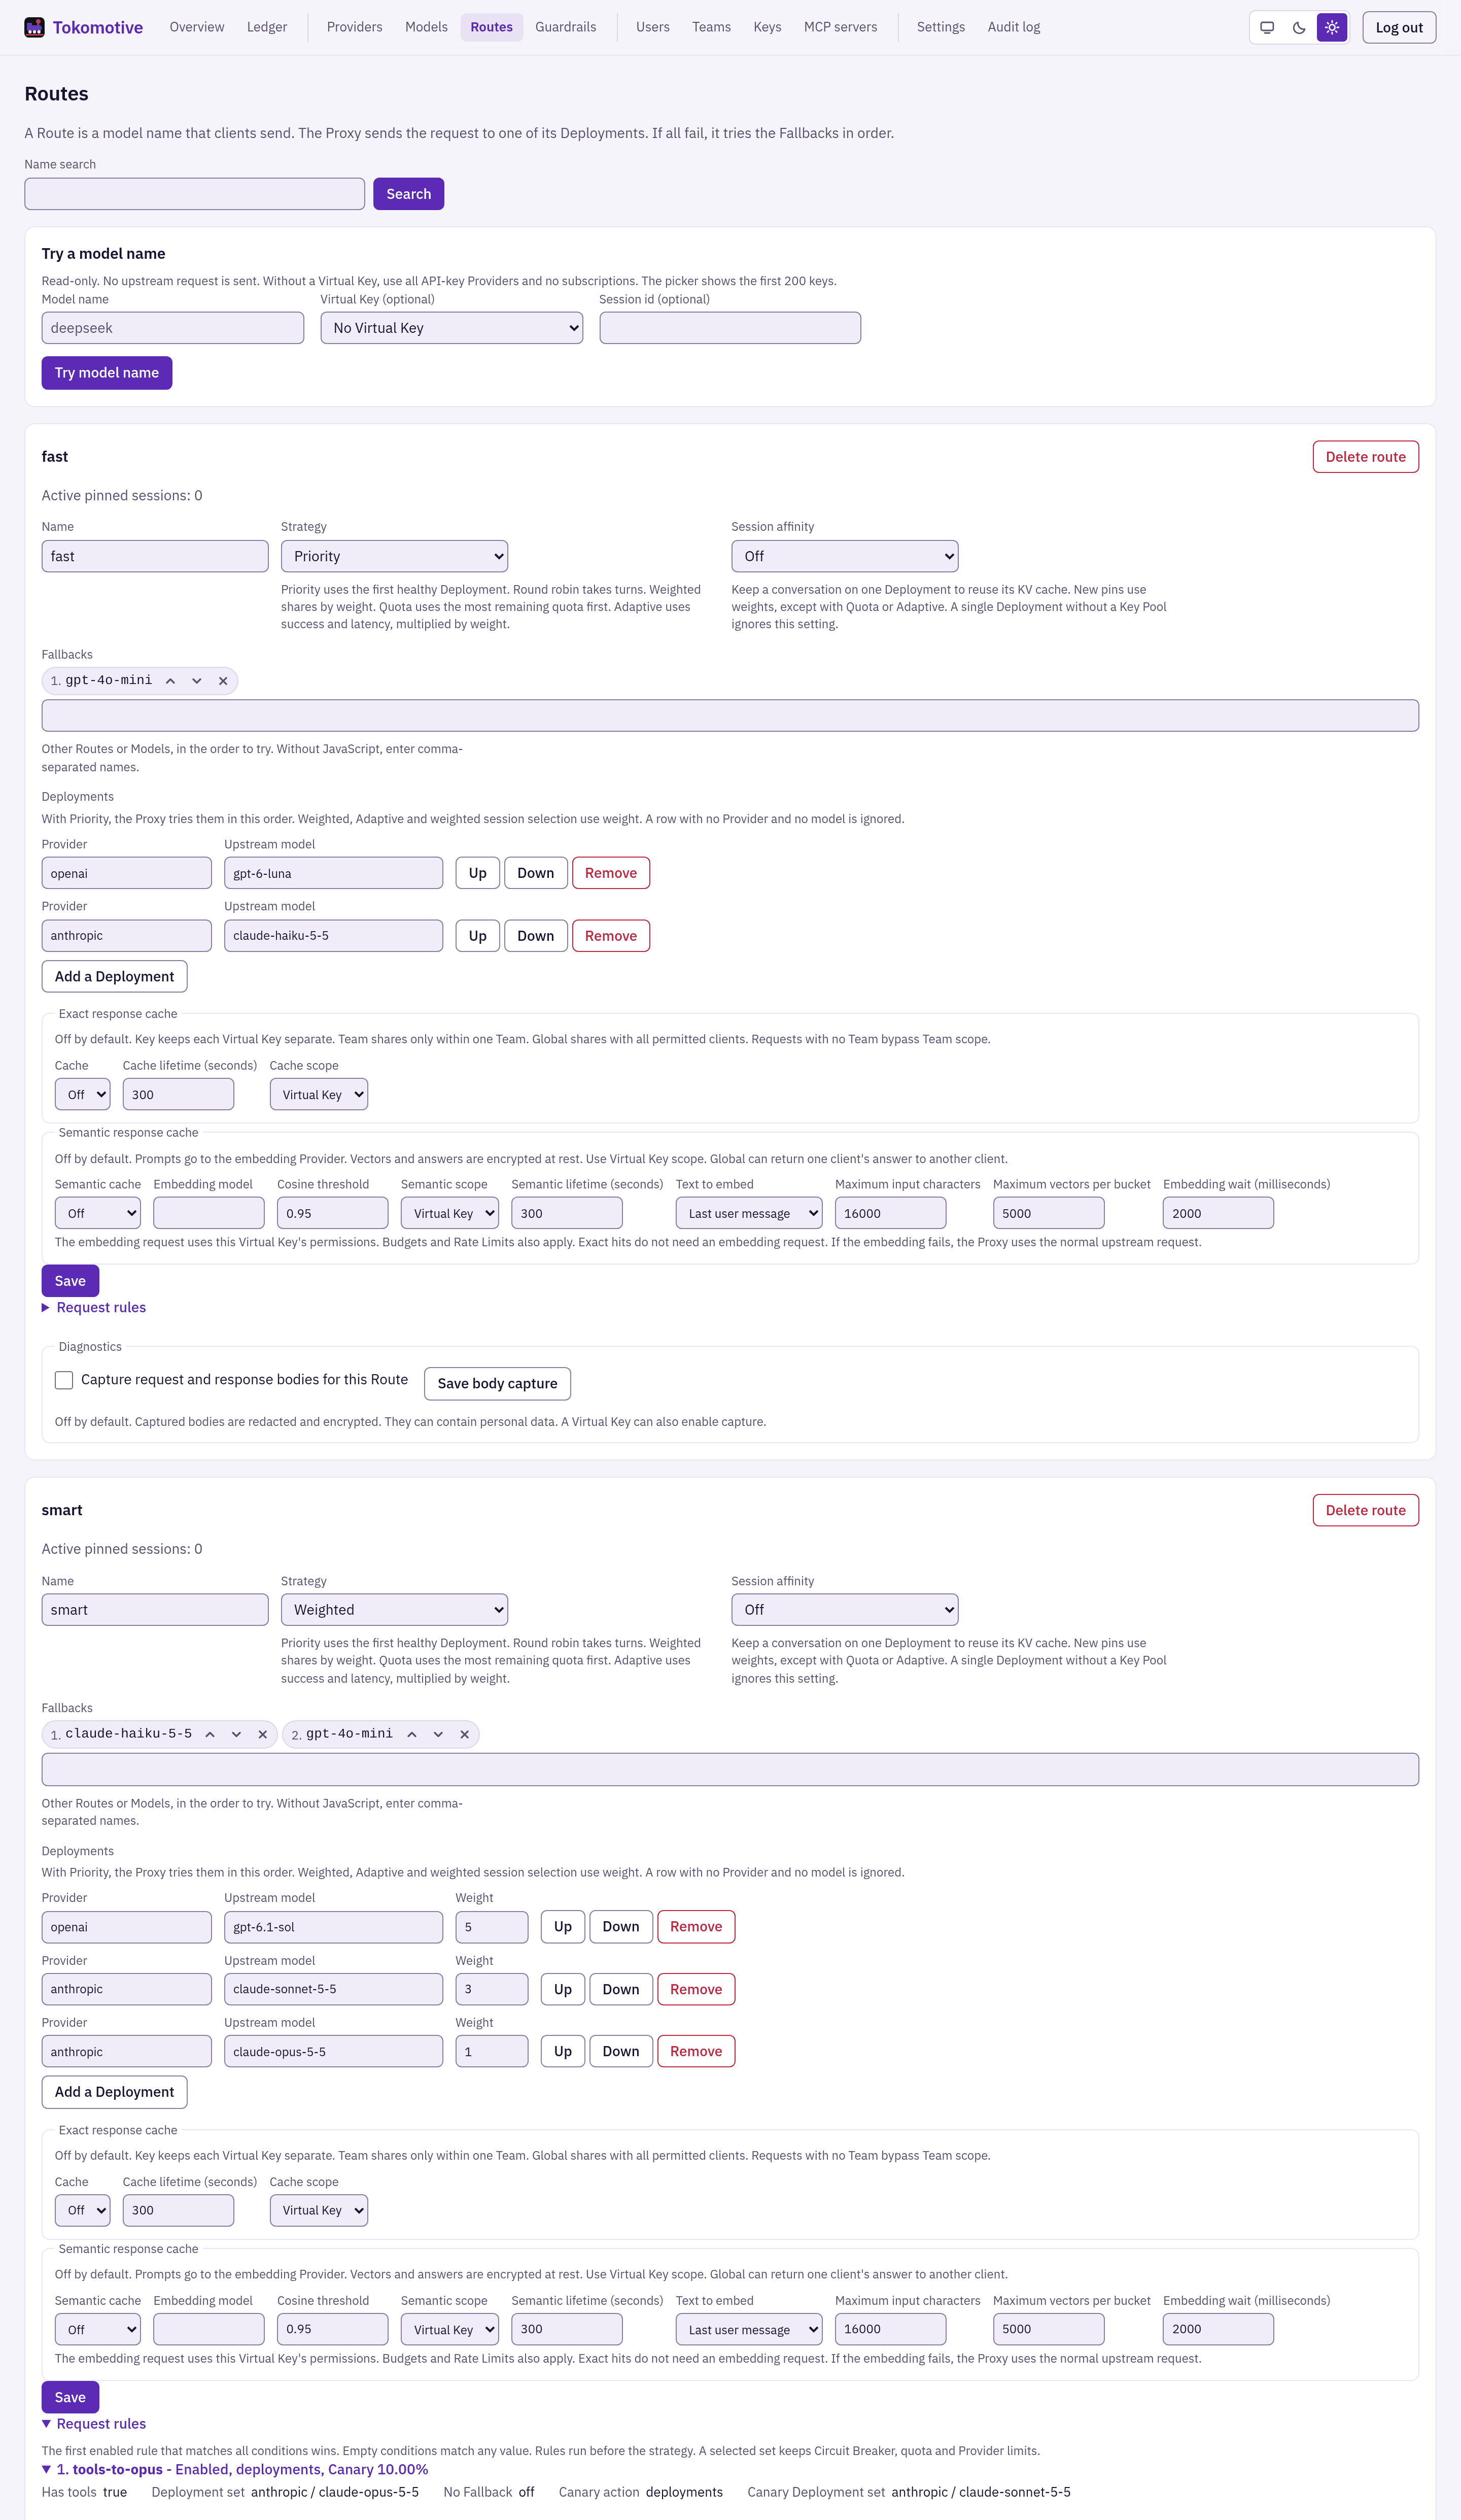 Tokomotive Overview Ledger Providers Models Routes Guardrails Users Teams Keys MCP servers Settings Audit log Log out
Routes
A Route is a model name that clients send. The Proxy sends the request to one of its Deployments. If all fail, it tries the Fallbacks in order.
Name search
Search
Try a model name
Read-only. No upstream request is sent. Without a Virtual Key, use all API-key Providers and no subscriptions. The picker shows the first 200 keys.
Model name Virtual Key (optional) Session id (optional)
deepseek No Virtual Key
Try model name
fast Delete route
Active pinned sessions: 0
Name Strategy Session affinity
fast Priority Off
Priority uses the first healthy Deployment. Round robin takes turns. Weighted Keep a conversation on one Deployment to reuse its KV cache. New pins use
shares by weight. Quota uses the most remaining quota first. Adaptive uses weights, except with Quota or Adaptive. A single Deployment without a Key Pool
success and latency, multiplied by weight. ignores this setting.
Fallbacks
1. gpt-4o-mini
Other Routes or Models, in the order to try. Without JavaScript, enter comma-
separated names.
Deployments
With Priority, the Proxy tries them in this order. Weighted, Adaptive and weighted session selection use weight. A row with no Provider and no model is ignored.
Provider Upstream model
openai gpt-6-luna Up Down Remove
Provider Upstream model
anthropic claude-haiku-5-5 Up Down Remove
Add a Deployment
Exact response cache
Off by default. Key keeps each Virtual Key separate. Team shares only within one Team. Global shares with all permitted clients. Requests with no Team bypass Team scope.
Cache Cache lifetime (seconds) Cache scope
Off 300 Virtual Key
Semantic response cache
Off by default. Prompts go to the embedding Provider. Vectors and answers are encrypted at rest. Use Virtual Key scope. Global can return one client's answer to another client.
Semantic cache Embedding model Cosine threshold Semantic scope Semantic lifetime (seconds) Text to embed Maximum input characters Maximum vectors per bucket Embedding wait (milliseconds)
Off 0.95 Virtual Key 300 Last user message 16000 5000 2000
The embedding request uses this Virtual Key's permissions. Budgets and Rate Limits also apply. Exact hits do not need an embedding request. If the embedding fails, the Proxy uses the normal upstream request.
Save
Request rules
Diagnostics
Capture request and response bodies for this Route Save body capture
Off by default. Captured bodies are redacted and encrypted. They can contain personal data. A Virtual Key can also enable capture.
smart Delete route
Active pinned sessions: 0
Name Strategy Session affinity
smart Weighted Off
Priority uses the first healthy Deployment. Round robin takes turns. Weighted Keep a conversation on one Deployment to reuse its KV cache. New pins use
shares by weight. Quota uses the most remaining quota first. Adaptive uses weights, except with Quota or Adaptive. A single Deployment without a Key Pool
success and latency, multiplied by weight. ignores this setting.
Fallbacks
1. claude-haiku-5-5 2. gpt-4o-mini
Other Routes or Models, in the order to try. Without JavaScript, enter comma-
separated names.
Deployments
With Priority, the Proxy tries them in this order. Weighted, Adaptive and weighted session selection use weight. A row with no Provider and no model is ignored.
Provider Upstream model Weight
openai gpt-6.1-sol 5 Up Down Remove
Provider Upstream model Weight
anthropic claude-sonnet-5-5 3 Up Down Remove
Provider Upstream model Weight
anthropic claude-opus-5-5 1 Up Down Remove
Add a Deployment
Exact response cache
Off by default. Key keeps each Virtual Key separate. Team shares only within one Team. Global shares with all permitted clients. Requests with no Team bypass Team scope.
Cache Cache lifetime (seconds) Cache scope
Off 300 Virtual Key
Semantic response cache
Off by default. Prompts go to the embedding Provider. Vectors and answers are encrypted at rest. Use Virtual Key scope. Global can return one client's answer to another client.
Semantic cache Embedding model Cosine threshold Semantic scope Semantic lifetime (seconds) Text to embed Maximum input characters Maximum vectors per bucket Embedding wait (milliseconds)
Off 0.95 Virtual Key 300 Last user message 16000 5000 2000
The embedding request uses this Virtual Key's permissions. Budgets and Rate Limits also apply. Exact hits do not need an embedding request. If the embedding fails, the Proxy uses the normal upstream request.
Save
Request rules
The first enabled rule that matches all conditions wins. Empty conditions match any value. Rules run before the strategy. A selected set keeps Circuit Breaker, quota and Provider limits.
1. tools-to-opus - Enabled, deployments, Canary 10.00%
Has tools true Deployment set anthropic / claude-opus-5-5 No Fallback off Canary action deployments Canary Deployment set anthropic / claude-sonnet-5-5